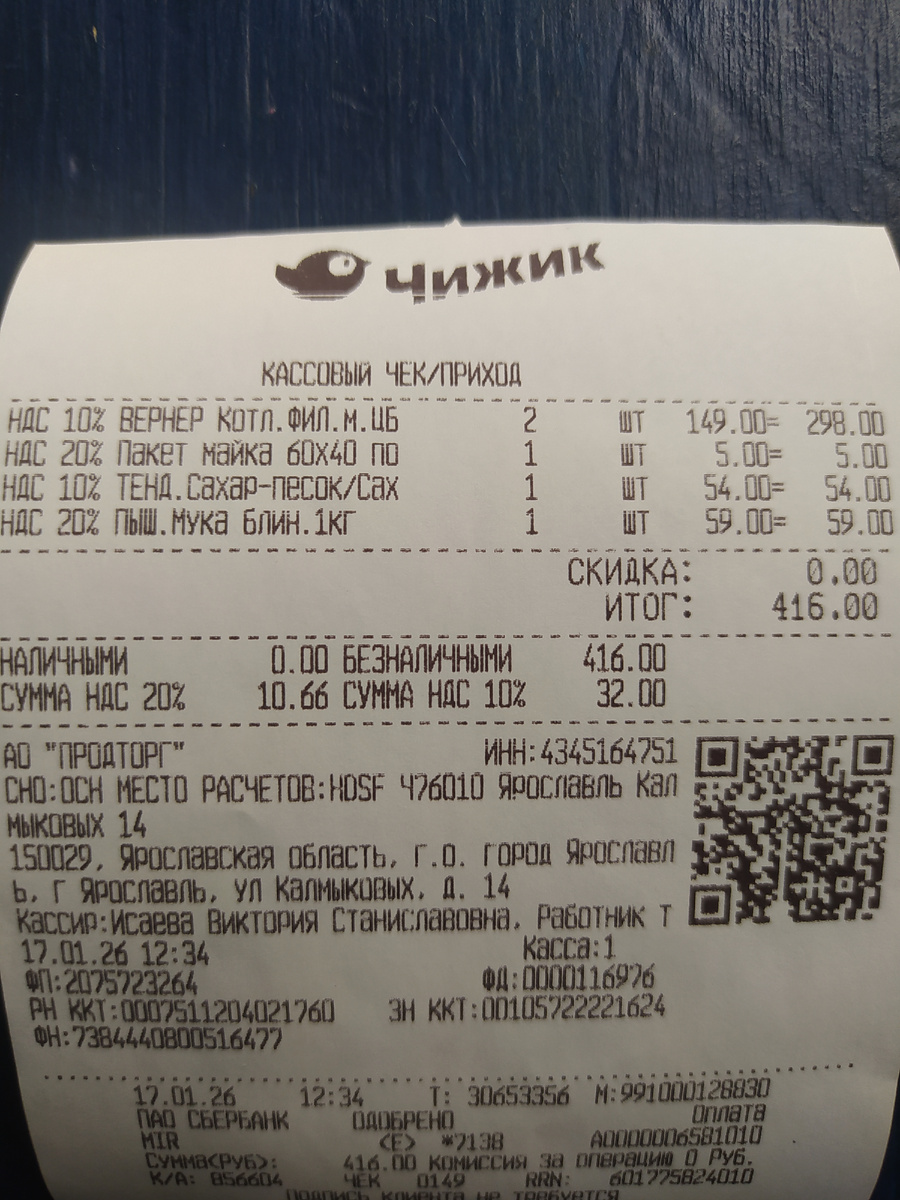 Чижик
КАССОВЫЙ ЧЕК/ПРИХОД
НДС 10% ВЕРНЕР Котл.ФИЛ.м.ЦБ 2 ШТ 149.00= 298.00
НДС 20% Пакет майка 60Х40 ПО 1 ШТ 5.00= 5.00
НДС 10% ТЕНД.Сахар-песок/Сах 1 ШТ 54.00= 54.00
НДС 20% ПЫШ.Мука блин.1кг 1 ШТ 59.00= 59.00
СКИДКА: 0.00
ИТОГ: 416.00
НАЛИЧНЫМИ 0.00 БЕЗНАЛИЧНЫМИ 416.00
СУММА НДС 20% 10.66 СУММА НДС 10% 32.00
АО "ПРОДТОРГ" ИНН:4345164751
СНО:ОСН МЕСТО РАСЧЕТОВ:HDSF 476010 Ярославль Кал
мыковых 14
150029, Ярославская область, Г.О. город Ярославл
ь, г Ярославль, ул Калмыковых, д. 14
Кассир:Исаева Виктория Станиславовна, Работник Т
17.01.26 12:34 Касса:1
ФП:2075723264 ФД:0000116976
РН ККТ:0007511204021760 ЗН ККТ:00105722221624
ФН:7384440800516477
17.01.26 12:34 Т: 30653356 М:991000128830
ПАО СБЕРБАНК ОДОБРЕНО Оплата
MIR <E> *7138 A0000006581010
Сумма(Руб): 416.00 Комиссия за операцию 0 Руб.
К/А: 856604 ЧЕК 0149 RRN: 601775824010
Подпись клиента не требуется